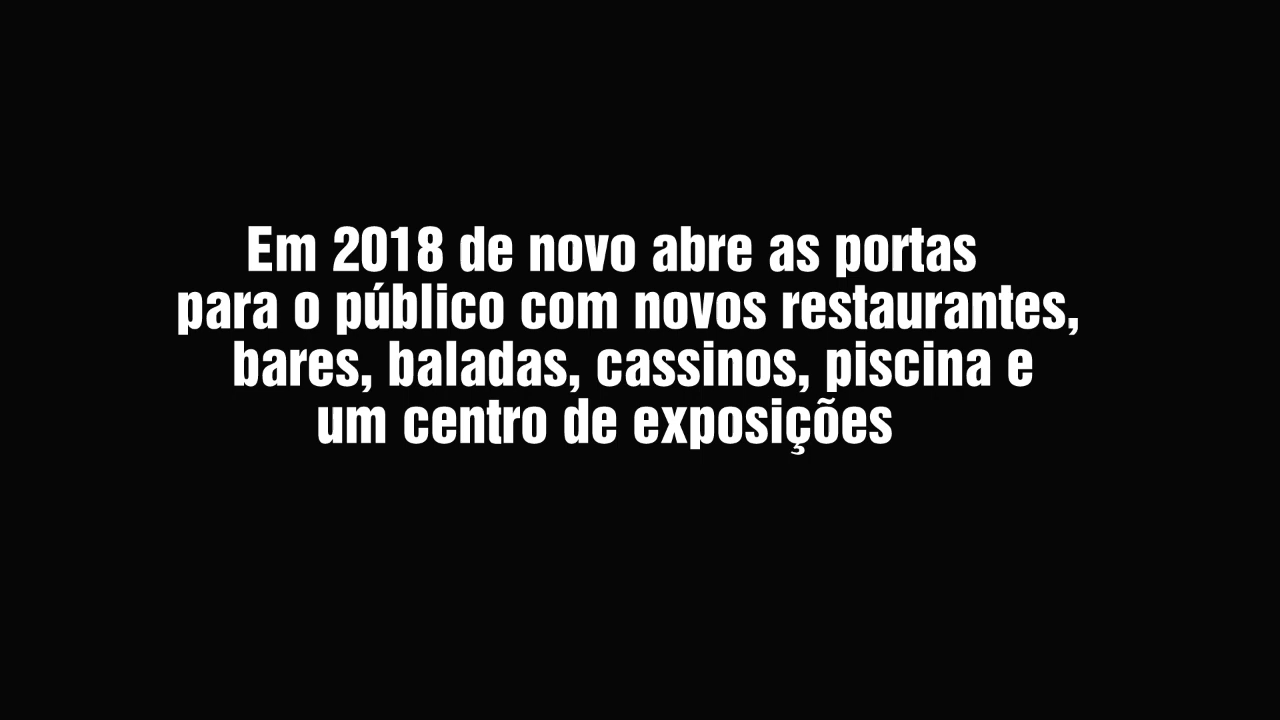 Em 2018 de novo abre as portas
para o público com novos restaurantes,
bares, baladas, cassinos, piscina e
um centro de exposições